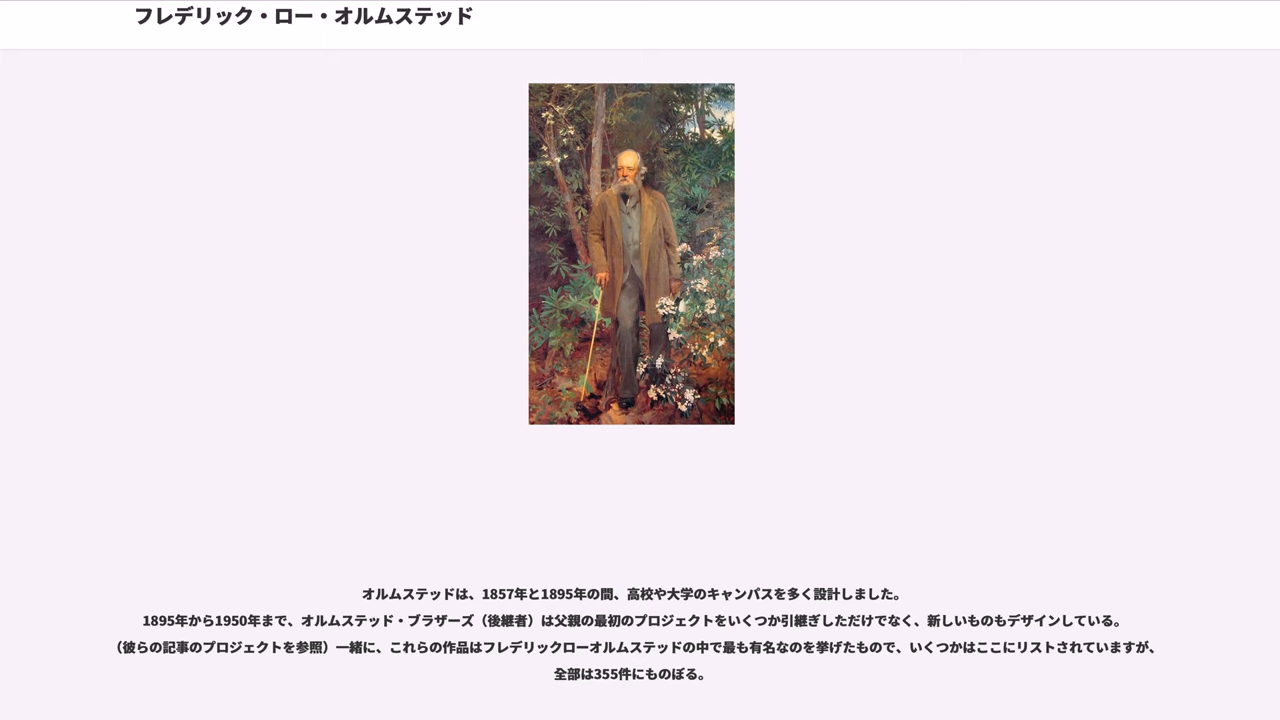 フレデリック・ロー・オルムステッド
オルムステッドは、1857年と1895年の間、高校や大学のキャンパスを多く設計しました。
1895年から1950年まで、オルムステッド・ブラザーズ（後継者）は父親の最初のプロジェクトをいくつか引継ぎしただけでなく、新しいものもデザインしている。
（彼らの記事のプロジェクトを参照）一緒に、これらの作品はフレデリックローオルムステッドの中で最も有名なのを挙げたもので、いくつかはここにリストされていますが、
全部は355件にものぼる。